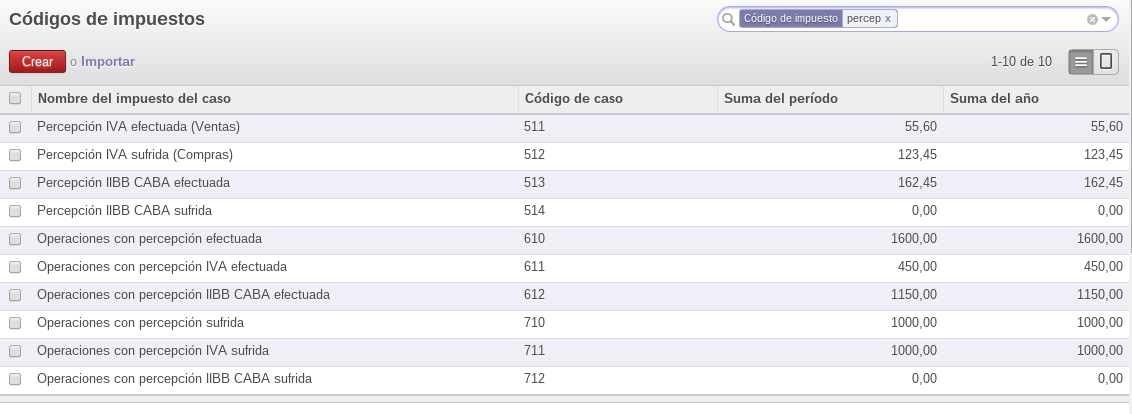 Códigos de impuestos
Código de impuesto percep x
Crear o Importar
1-10 de 10
Nombre del impuesto del caso Código de caso Suma del período Suma del año
Percepción IVA efectuada (Ventas) 511 55,60 55,60
Percepción IVA sufrida (Compras) 512 123,45 123,45
Percepción IIBB CABA efectuada 513 162,45 162,45
Percepción IIBB CABA sufrida 514 0,00 0,00
Operaciones con percepción efectuada 610 1600,00 1600,00
Operaciones con percepción IVA efectuada 611 450,00 450,00
Operaciones con percepción IIBB CABA efectuada 612 1150,00 1150,00
Operaciones con percepción sufrida 710 1000,00 1000,00
Operaciones con percepción IVA sufrida 711 1000,00 1000,00
Operaciones con percepción IIBB CABA sufrida 712 0,00 0,00